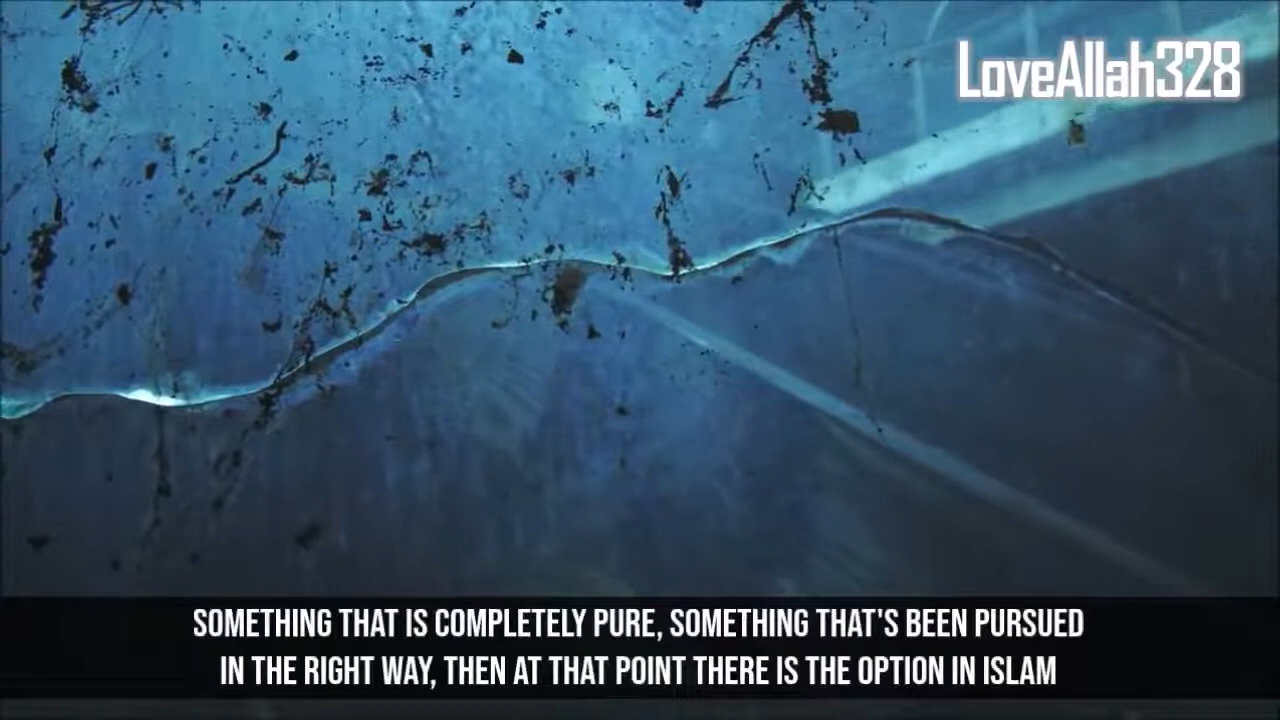 LoveAllah328
SOMETHING THAT IS COMPLETELY PURE, SOMETHING THAT'S BEEN PURSUED
IN THE RIGHT WAY, THEN AT THAT POINT THERE IS THE OPTION IN ISLAM